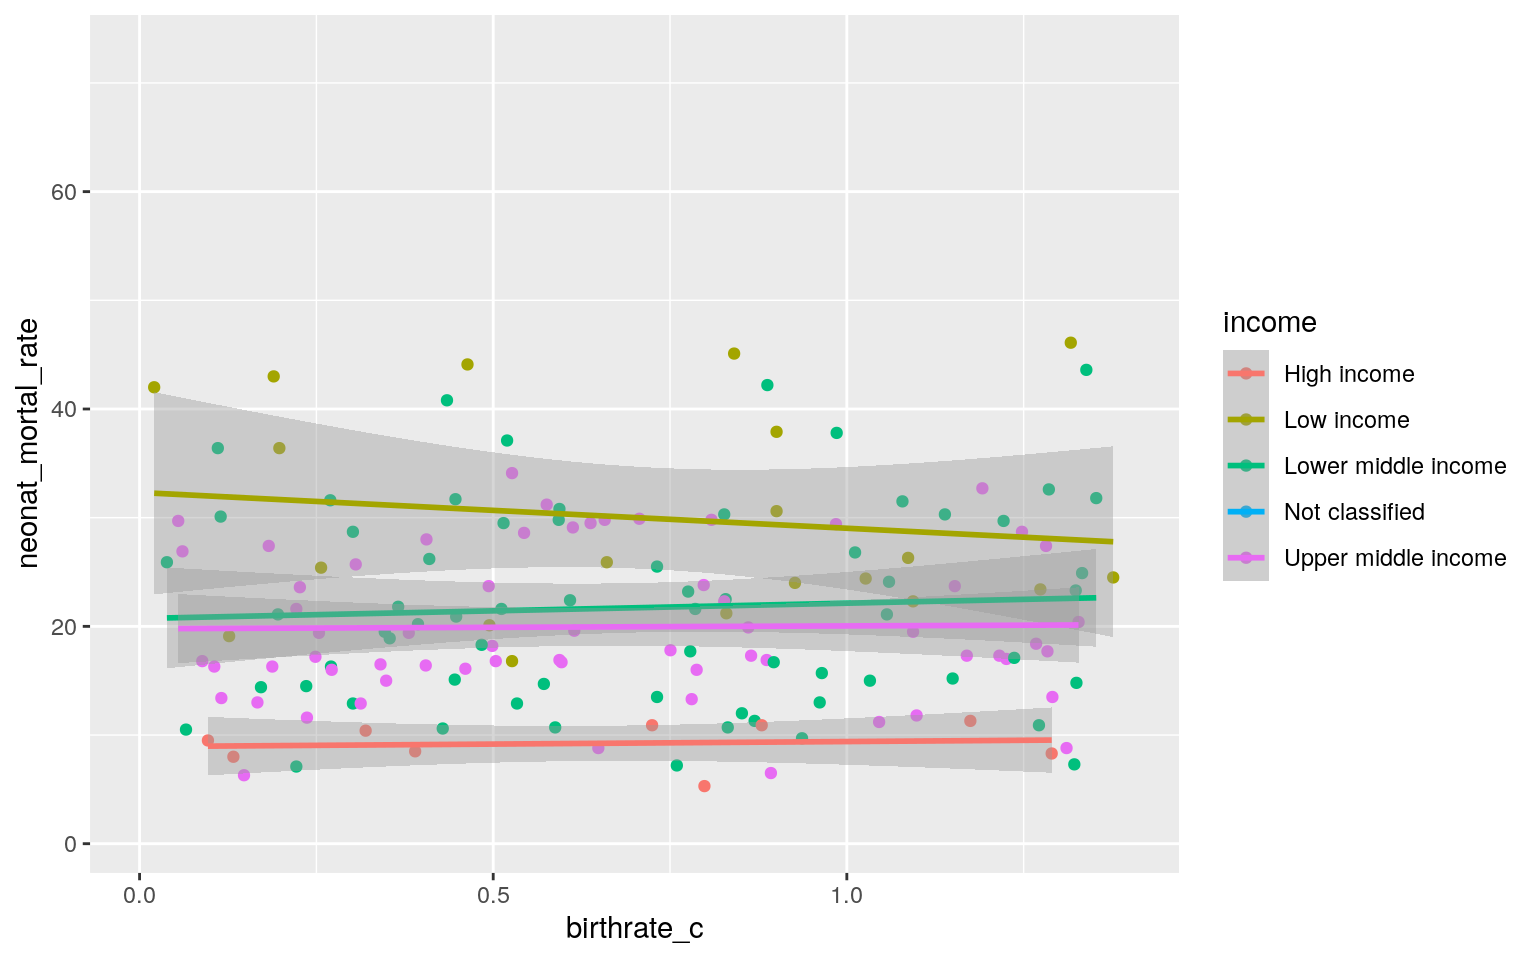 60
40
20
0
neonat_mortal_rate
0.0 0.5 1.0
birthrate_c
income
High income
Low income
Lower middle income
Not classified
Upper middle income